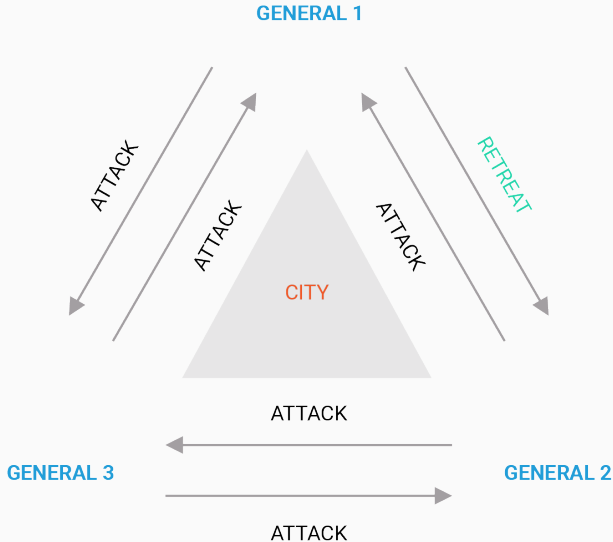 GENERAL 1
ATTACK
RETREAT
ATTACK
ATTACK
CITY
ATTACK
GENERAL 3
GENERAL 2
ATTACK